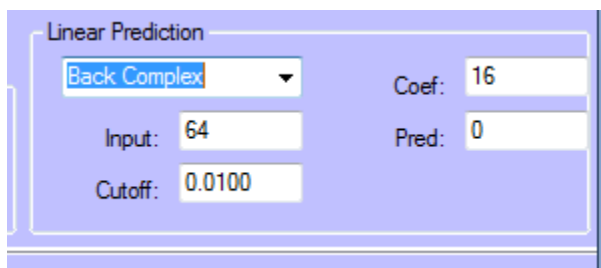 Linear Prediction
Back Complex
Coef: 16
Input: 64
Pred: 0
Cutoff: 0.0100